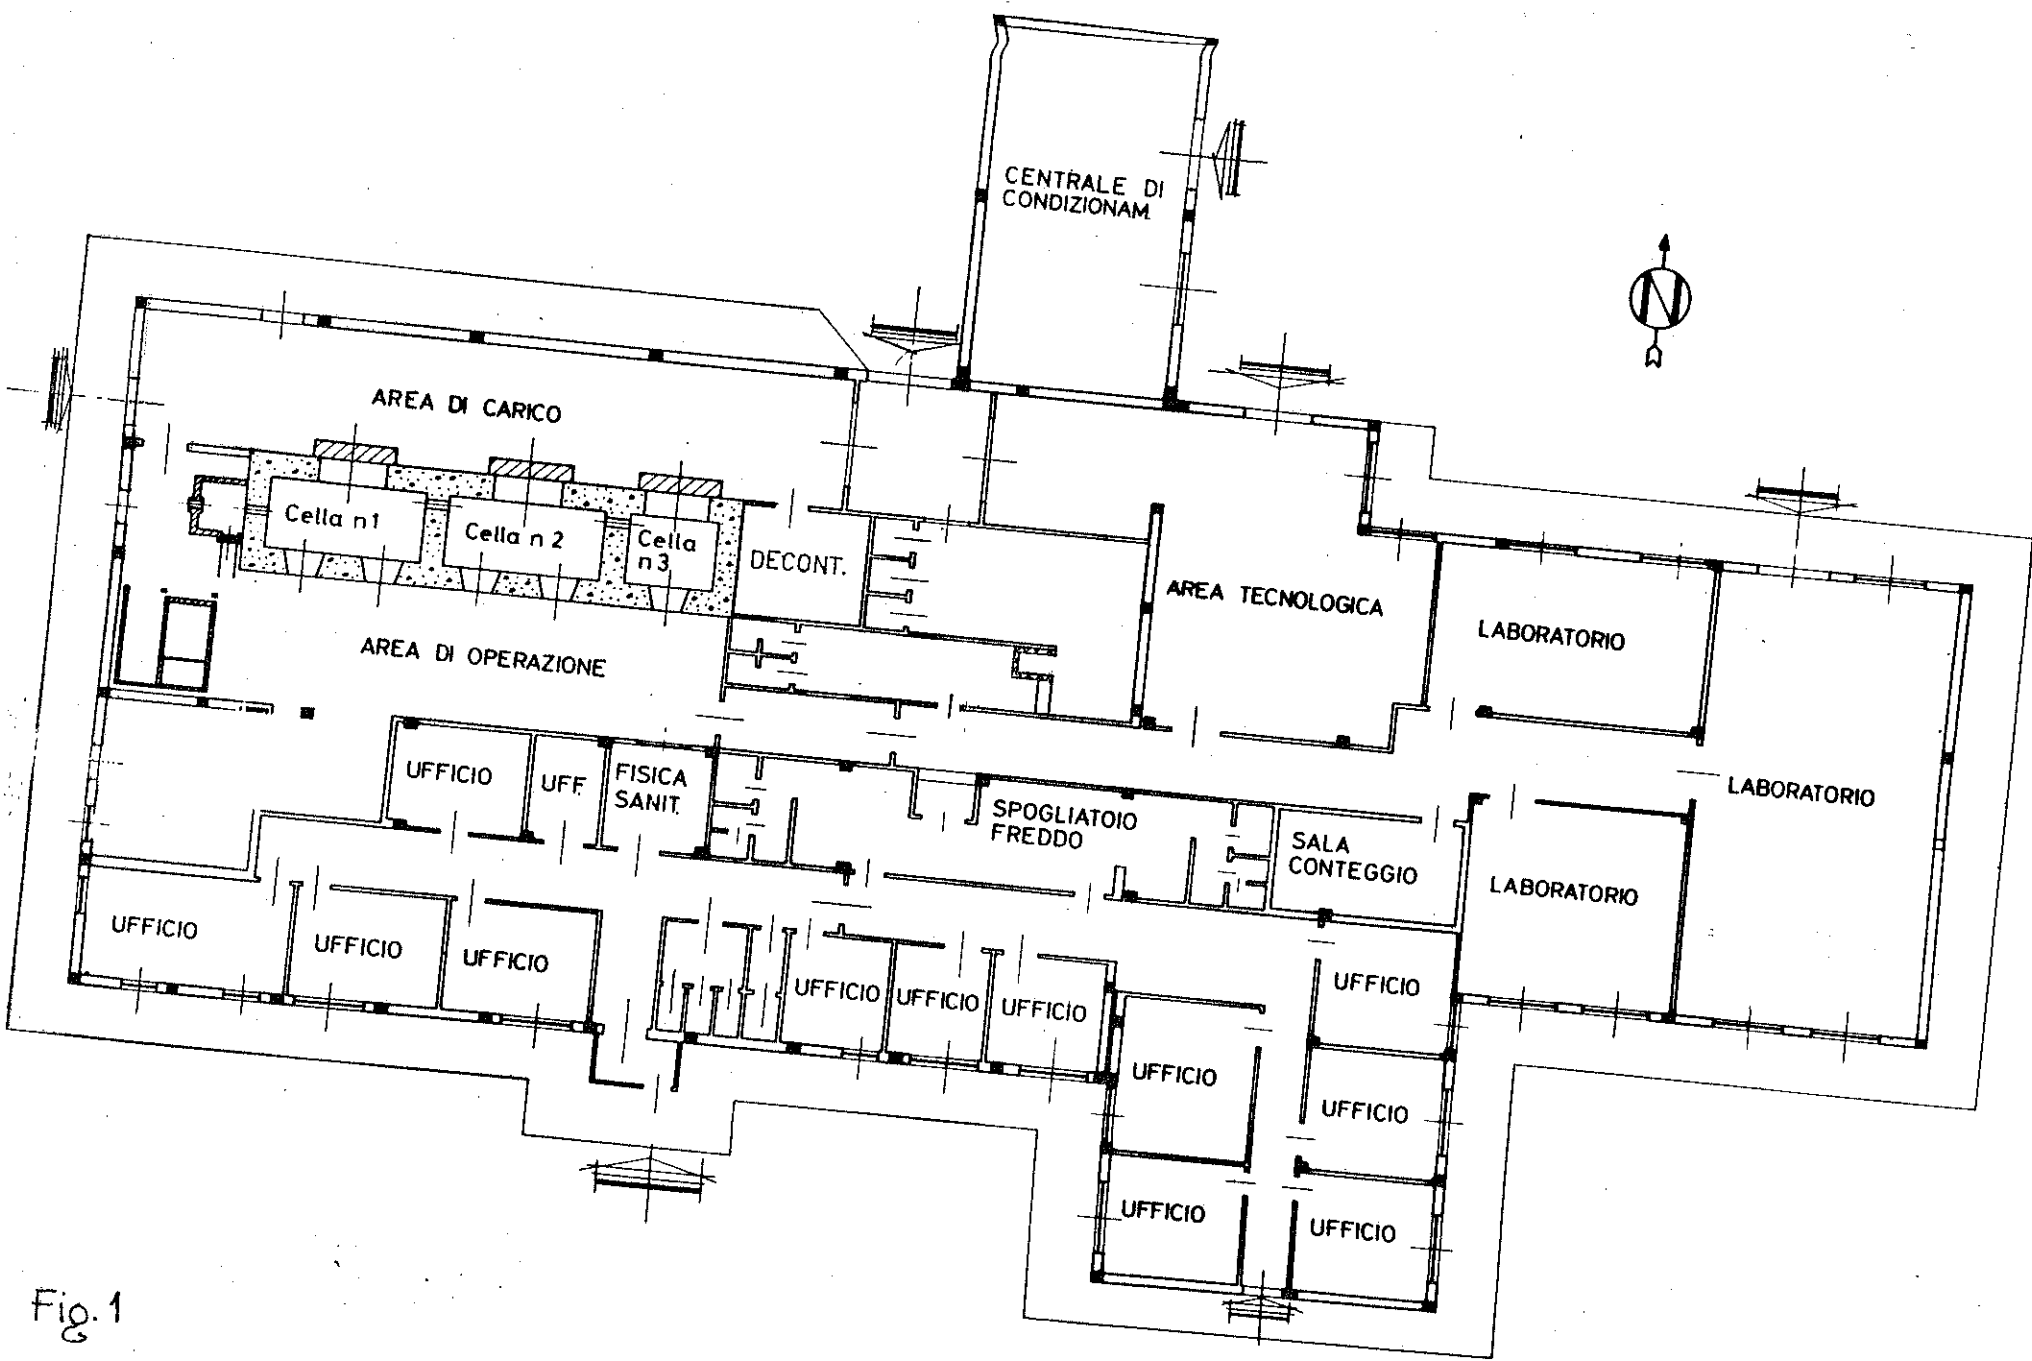 CENTRALE DI
CONDIZIONAM.
N
AREA DI CARICO
Cella n1
Cella n 2
Cella
n3
DECONT.
AREA TECNOLOGICA
LABORATORIO
AREA DI OPERAZIONE
LABORATORIO
UFFICIO
UFF.
FISICA
SANIT.
SPOGLIATOIO
FREDDO
SALA
CONTEGGIO
LABORATORIO
UFFICIO
UFFICIO
UFFICIO
UFFICIO
UFFICIO
UFFICIO
UFFICIO
UFFICIO
UFFICIO
UFFICIO
UFFICIO
Fig. 1